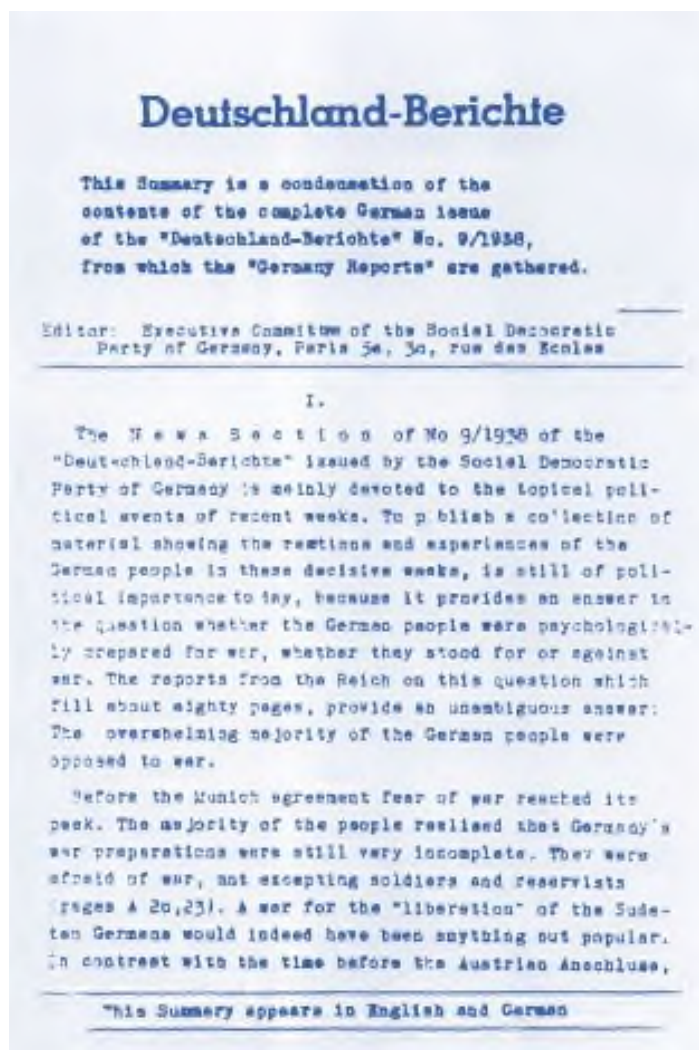 Deutschland-Berichte
This Summary is a condensation of the
contents of the complete German issue
of the "Deutschland-Berichte" No. 9/1938,
from which the "Germany Reports" are gathered.
Editor: Executive Committee of the Social Democratic
Party of Germany, Paris 5e, 30, rue des Ecoles
I.
The N e w s S e c t i o n of No 9/1938 of the
"Deutschland-Berichte" issued by the Social Democratic
Party of Germany is mainly devoted to the topical poli-
tical events of recent weeks. To publish a collection of
material showing the reactions and experiences of the
German people in these decisive weeks, is still of poli-
tical importance to day, because it provides an answer to
the question whether the German people were psychological-
ly prepared for war, whether they stood for or against
war. The reports from the Reich on this question which
fill about eighty pages, provide an unambiguous answer:
The overwhelming majority of the German people were
opposed to war.
Before the Munich agreement fear of war reached its
peak. The majority of the people realised that Germany's
war preparations were still very incomplete. They were
afraid of war, not excepting soldiers and reservists
(pages A 20,23). A war for the "liberation" of the Sude-
ten Germans would indeed have been anything but popular.
In contrast with the time before the Austrian Anschluss,
This Summary appears in English and German